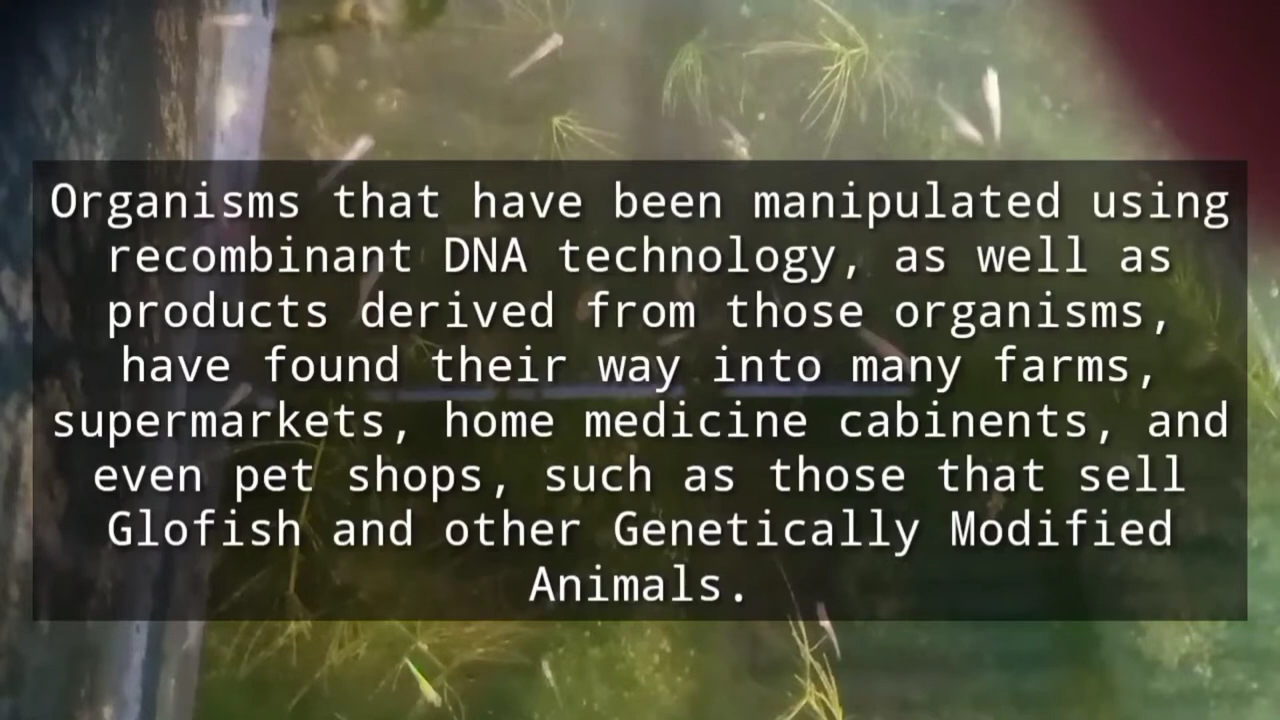 Organisms that have been manipulated using
recombinant DNA technology, as well as
products derived from those organisms,
have found their way into many farms,
supermarkets, home medicine cabinents, and
even pet shops, such as those that sell
Glofish and other Genetically Modified
Animals.